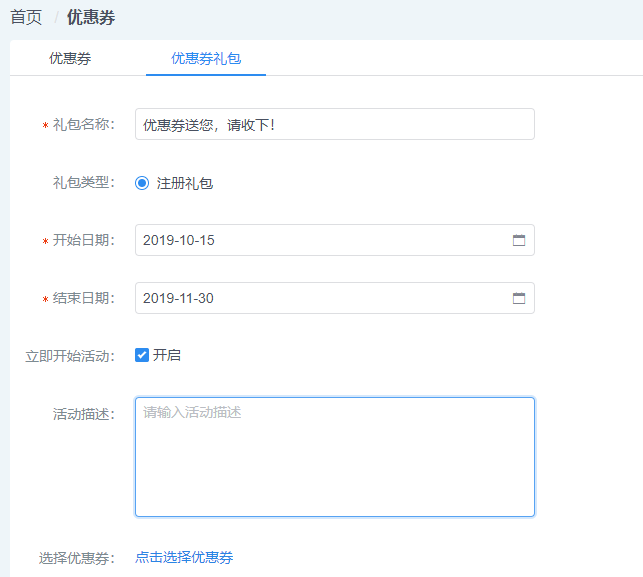 首页 / 优惠券
优惠券 优惠券礼包
* 礼包名称： 优惠券送您，请收下！
礼包类型： 注册礼包
* 开始日期： 2019-10-15
* 结束日期： 2019-11-30
立即开始活动： 开启
活动描述： 请输入活动描述
选择优惠券： 点击选择优惠券